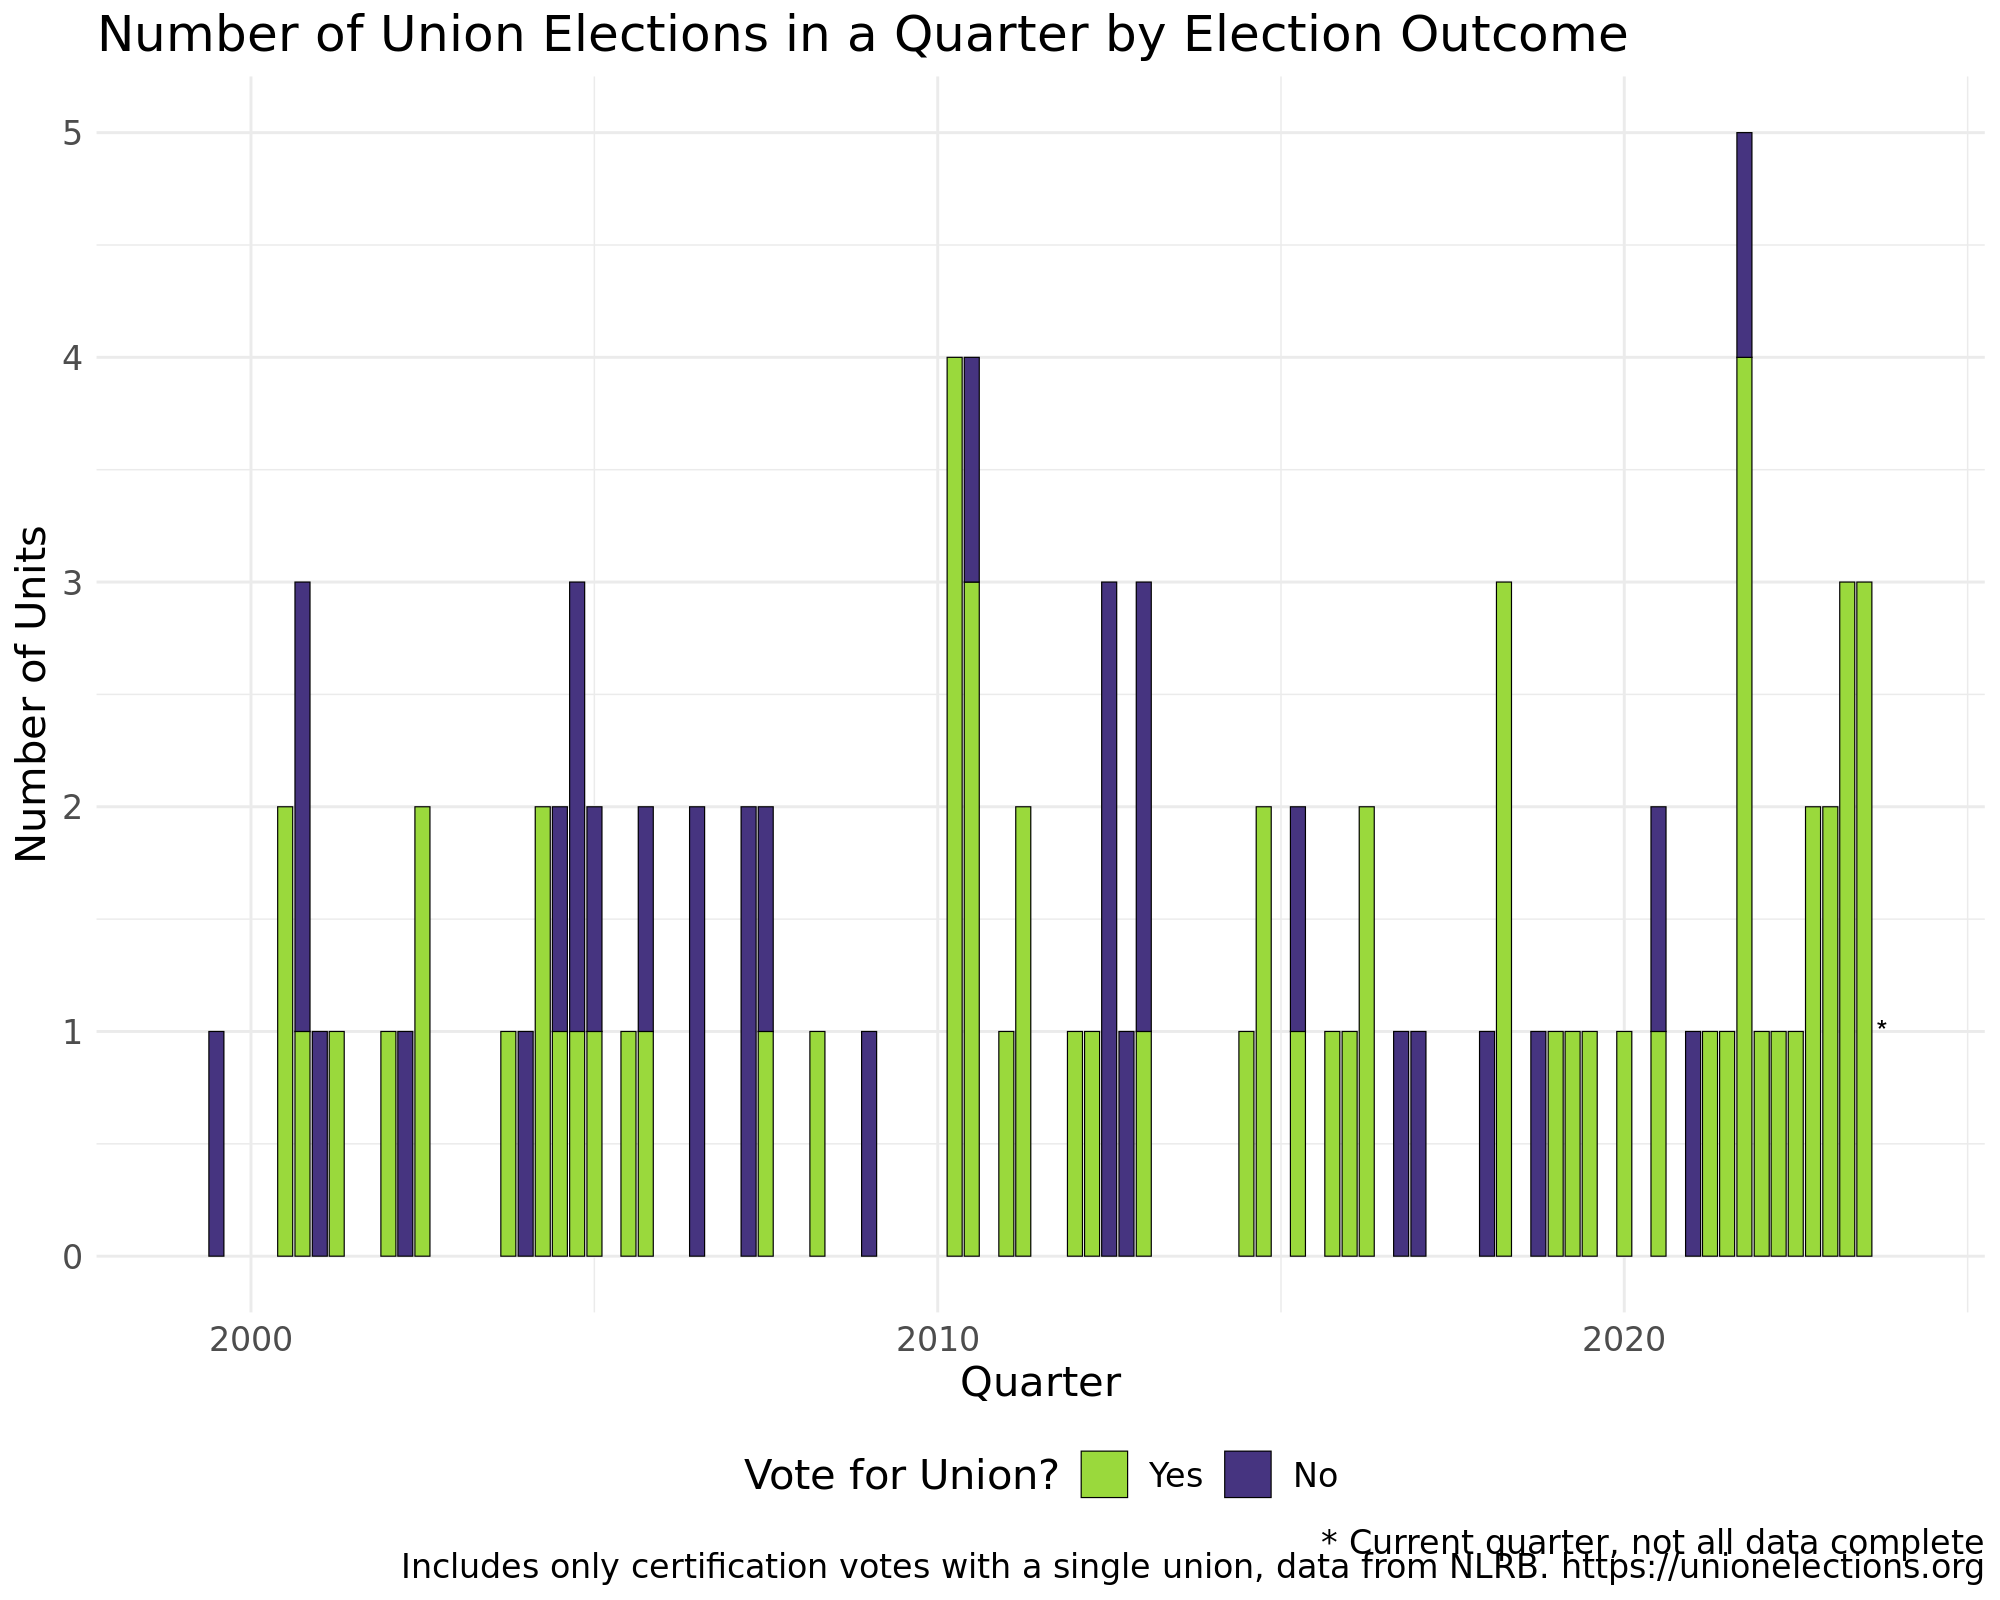 Number of Union Elections in a Quarter by Election Outcome
Number of Units
5
4
3
2
1
0
*
2000 2010 2020
Quarter
Vote for Union? Yes No
* Current quarter, not all data complete
Includes only certification votes with a single union, data from NLRB. https://unionelections.org